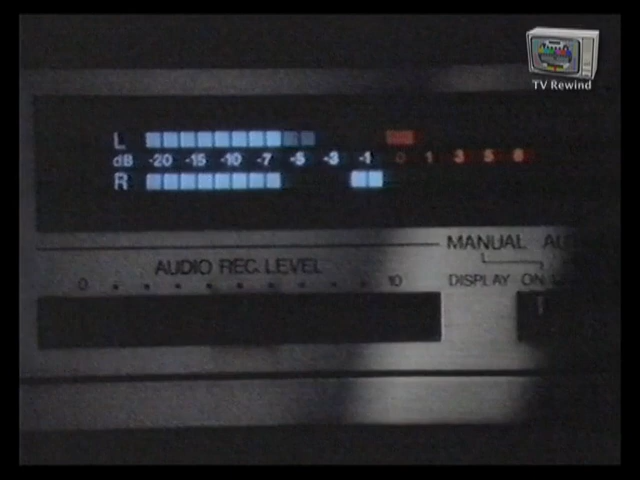 TV Rewind
L
dB -20 -15 -10 -7 -5 -3 -1 0 1 3 5 8
R
MANUAL AU
AUDIO REC. LEVEL
0 10 DISPLAY ON